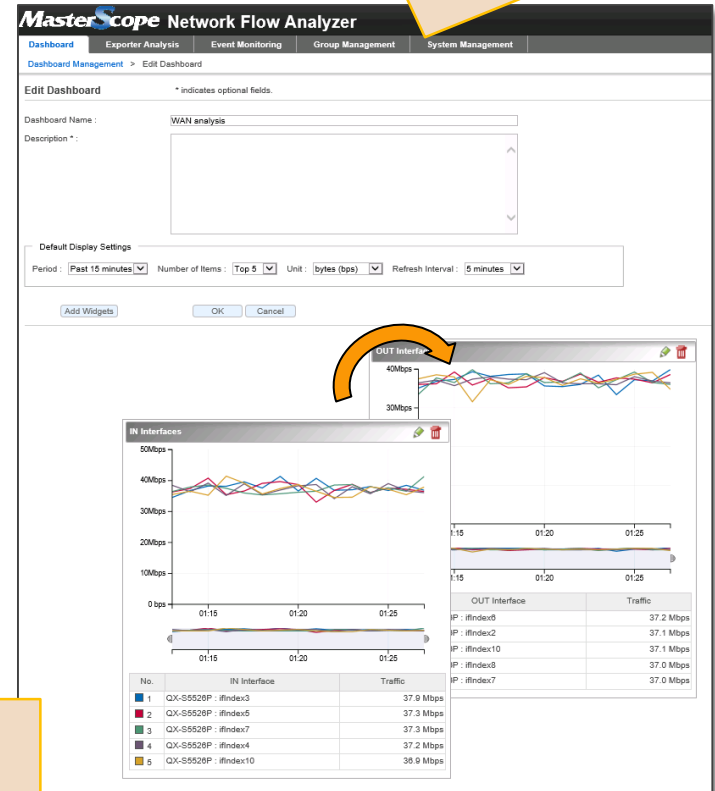 MasterScope Network Flow Analyzer
Dashboard Exporter Analysis Event Monitoring Group Management System Management
Dashboard Management > Edit Dashboard
Edit Dashboard * indicates optional fields.
Dashboard Name : WAN analysis
Description * :
Default Display Settings
Period : Past 15 minutes Number of Items : Top 5 Unit : bytes (bps) Refresh Interval : 5 minutes
Add Widgets OK Cancel
OUT Interfa
40Mbps
30Mbps
1:15 01:20 01:25
1:15 01:20 01:25
OUT Interface Traffic
P : ifIndex6 37.2 Mbps
P : ifIndex2 37.1 Mbps
P : ifIndex10 37.1 Mbps
P : ifIndex8 37.0 Mbps
P : ifIndex7 37.0 Mbps
IN Interfaces
50Mbps
40Mbps
30Mbps
20Mbps
10Mbps
0 bps
01:15 01:20 01:25
01:15 01:20 01:25
No. IN Interface Traffic
1 QX-S5526P : ifIndex3 37.9 Mbps
2 QX-S5526P : ifIndex5 37.3 Mbps
3 QX-S5526P : ifIndex7 37.3 Mbps
4 QX-S5526P : ifIndex4 37.2 Mbps
5 QX-S5526P : ifIndex10 36.9 Mbps